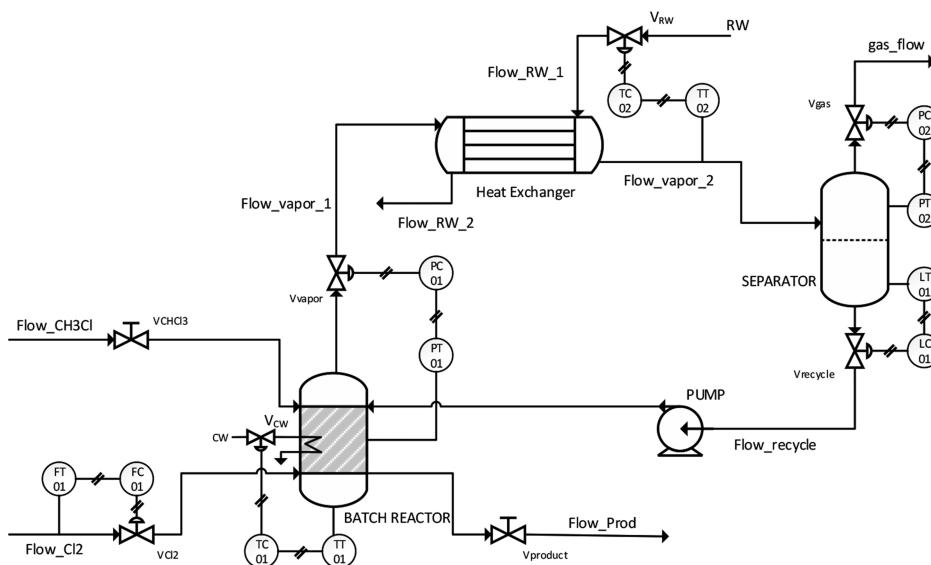 V_RW
RW
gas_flow
Flow_RW_1
TC
02
TT
02
Vgas
PC
02
Heat Exchanger
Flow_vapor_2
Flow_vapor_1
Flow_RW_2
PT
02
PC
01
SEPARATOR
LT
01
Vvapor
Flow_CH3Cl
VCHCl3
PT
01
LC
01
Vrecycle
PUMP
V_CW
CW
Flow_recycle
FT
01
FC
01
BATCH REACTOR
Flow_Prod
Flow_Cl2
VCl2
TC
01
TT
01
Vproduct